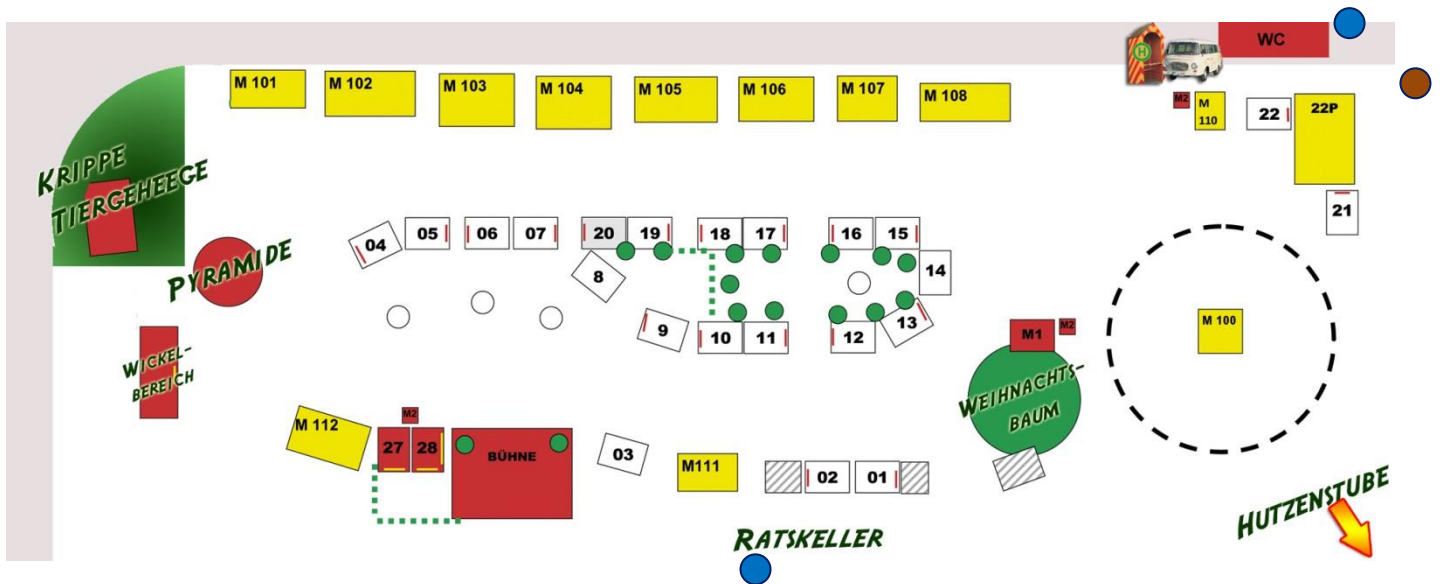 WC
H
M 101
M 102
M 103
M 104
M 105
M 106
M 107
M 108
M2
M
110
22
22P
KRIPPE
TIERGEHEEGE
21
04
05
06
07
20
19
18
17
16
15
PYRAMIDE
8
14
9
10
11
12
13
M1
M2
M 100
WICKEL-
BEREICH
WEIHNACHTS-
BAUM
M 112
M2
27
28
BÜHNE
03
M111
02
01
RATSKELLER
HUTZENSTUBE